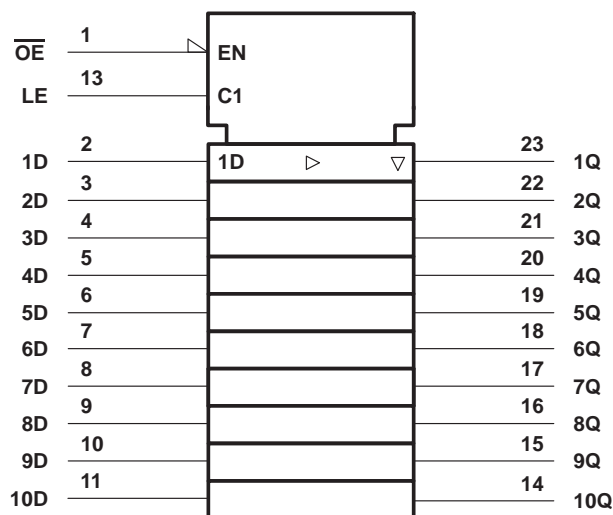 1
OE EN
13
LE C1
2 23
1D 1D 1Q
3 22
2D 2Q
4 21
3D 3Q
5 20
4D 4Q
6 19
5D 5Q
7 18
6D 6Q
8 17
7D 7Q
9 16
8D 8Q
10 15
9D 9Q
11 14
10D 10Q